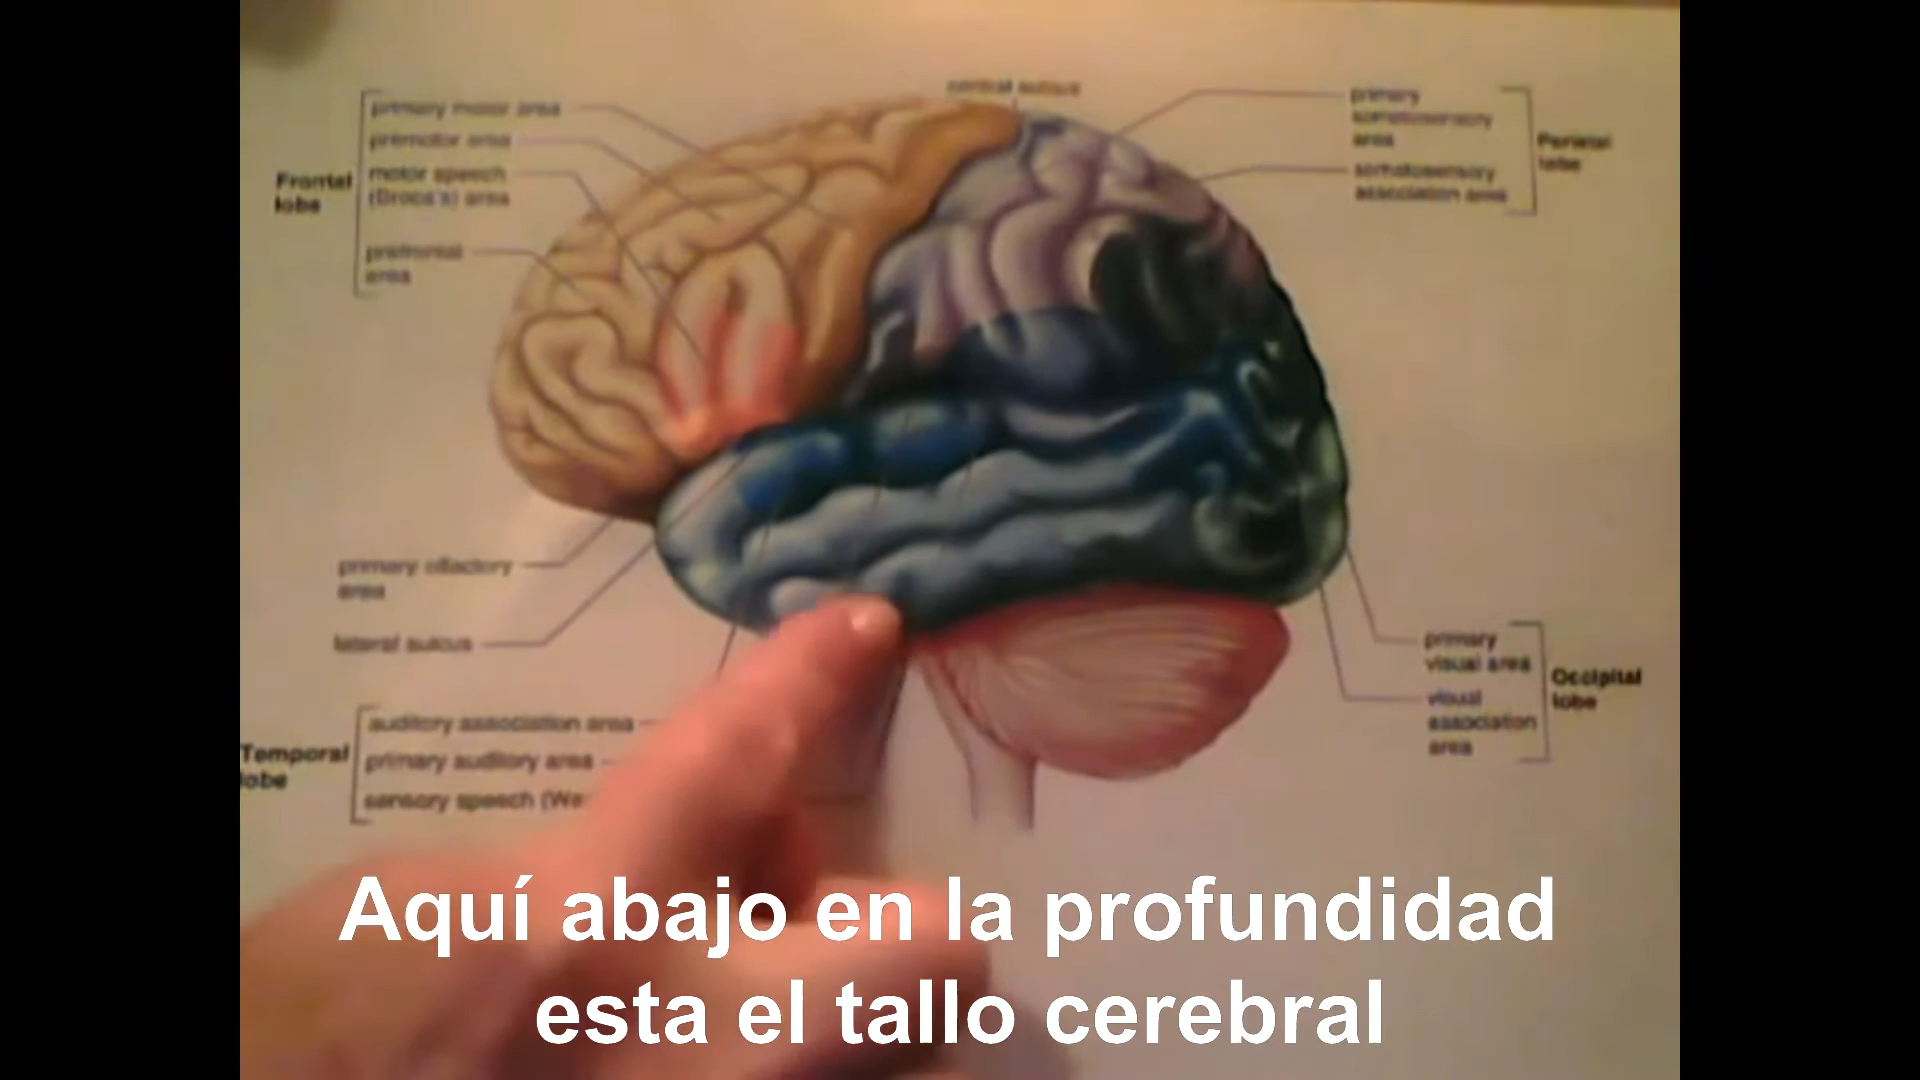 central sulcus
primary motor area
premotor area
motor speech
(Broca's) area
prefrontal
area
Frontal
lobe
primary
somatosensory
area
somatosensory
association area
Parietal
lobe
primary olfactory
area
lateral sulcus
Temporal
lobe
auditory association area
primary auditory area
sensory speech (We
primary
visual area
visual
association
area
Occipital
lobe
Aquí abajo en la profundidad
esta el tallo cerebral